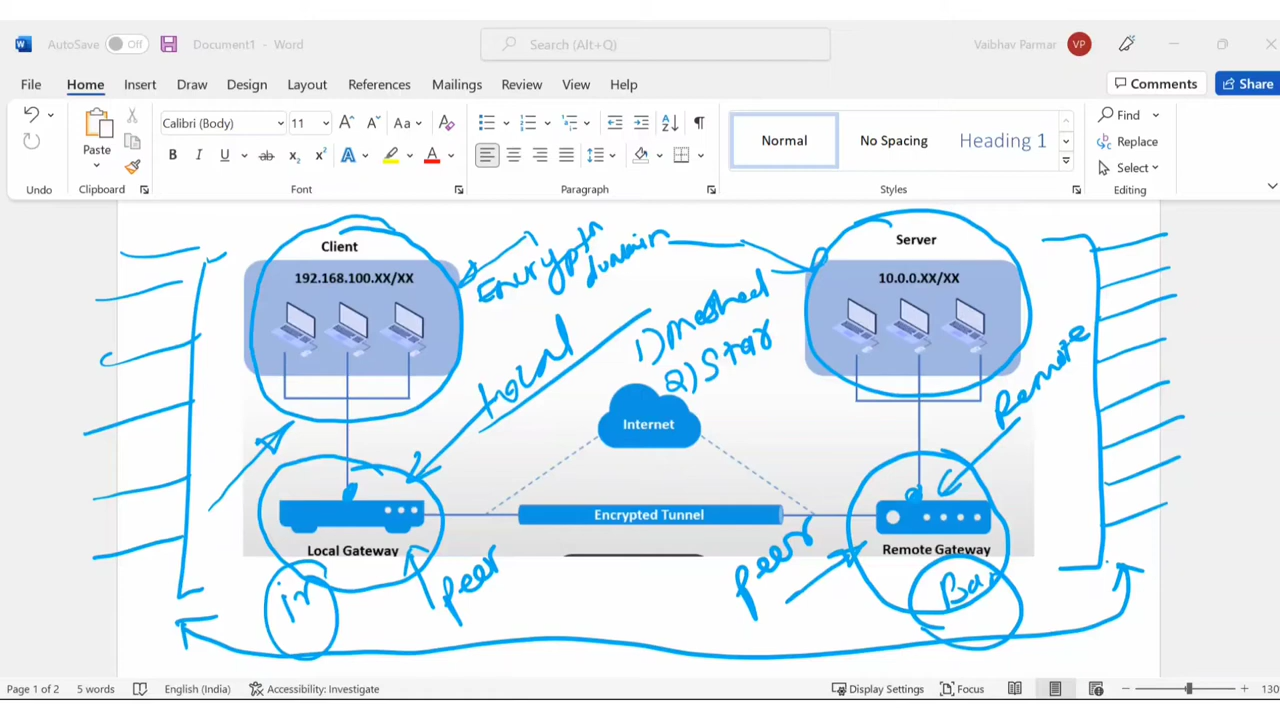 AutoSave Off Document1 - Word Search (Alt+Q) Vaibhav Parmar VP
File Home Insert Draw Design Layout References Mailings Review View Help Comments Share
Calibri (Body) 11 A A Aa A
Paste B I U ab x₂ x² A A
Normal No Spacing Heading 1
Find
Replace
Select
Undo Clipboard Font Paragraph Styles Editing
Client
192.168.100.XX/XX
Server
10.0.0.XX/XX
domain
1) Meshed
2) Star
Local
Remote
Internet
Encrypted Tunnel
Local Gateway
Remote Gateway
peer
peer
Page 1 of 2 5 words English (India) Accessibility: Investigate Display Settings Focus 130